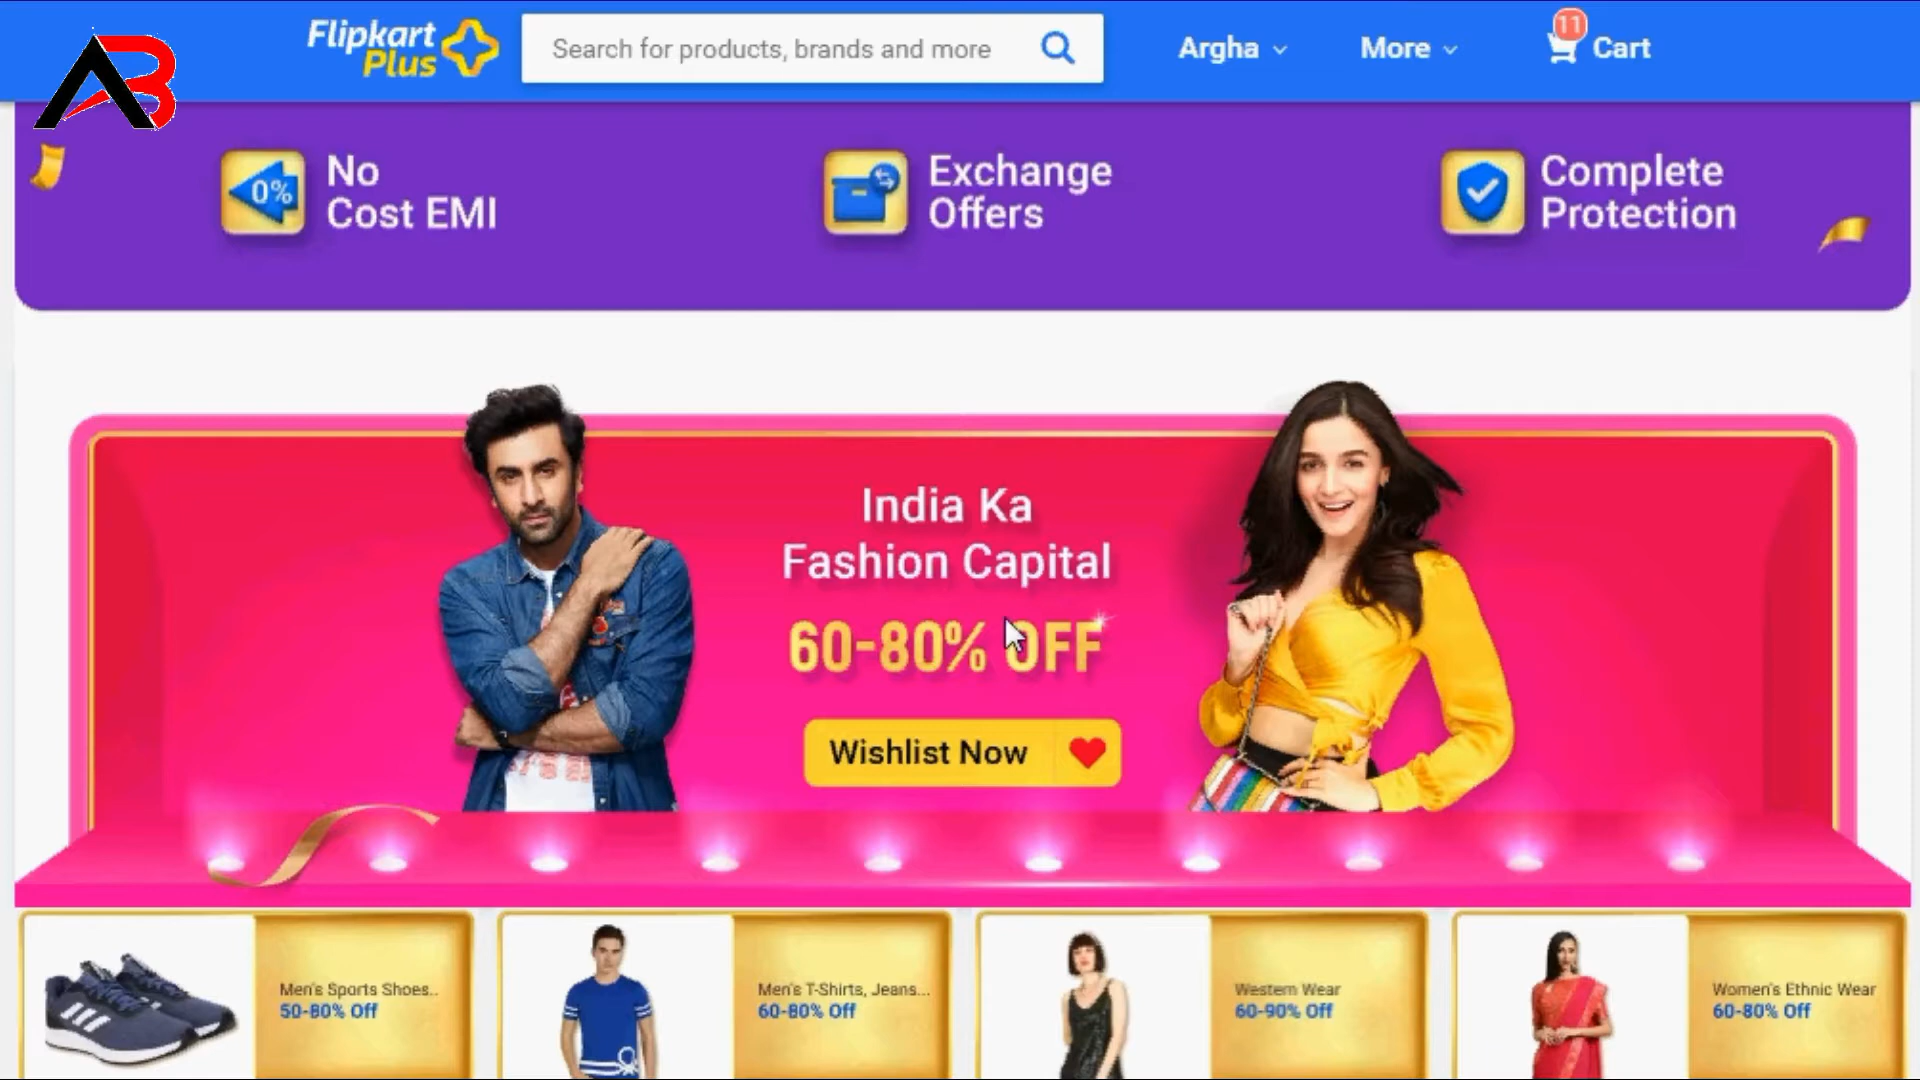 AB
Flipkart
Plus
Search for products, brands and more
Argha
More
11
Cart
0%
No
Cost EMI
Exchange
Offers
Complete
Protection
India Ka
Fashion Capital
60-80% OFF
Wishlist Now
Men's Sports Shoes..
50-80% Off
Men's T-Shirts, Jeans...
60-80% Off
Western Wear
60-90% Off
Women's Ethnic Wear
60-80% Off